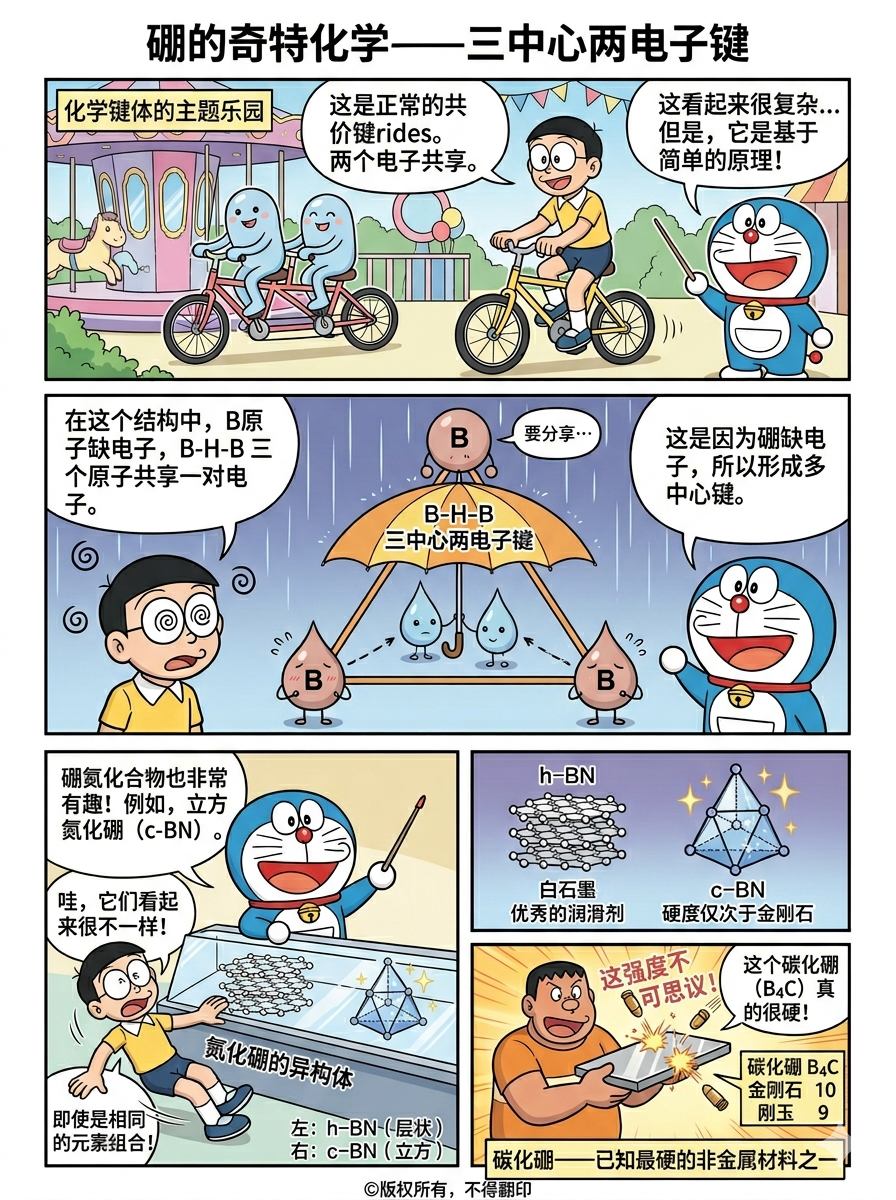 硼的奇特化学——三中心两电子键
化学键体的主题乐园
这是正常的共
价键rides。
两个电子共享。
这看起来很复杂...
但是，它是基于
简单的原理！
在这个结构中，B原
子缺电子，B-H-B 三
个原子共享一对电
子。
B
要分享…
这是因为硼缺电
子，所以形成多
中心键。
B-H-B
三中心两电子键
B
B
硼氮化合物也非常
有趣！例如，立方
氮化硼（c-BN）。
哇，它们看起
来很不一样！
氮化硼的异构体
即使是相同
的元素组合！
左：h-BN（层状）
右：c-BN（立方）
h-BN
白石墨
优秀的润滑剂
c-BN
硬度仅次于金刚石
这强度不
可思议！
这个碳化硼
（B₄C）真
的很硬！
碳化硼 B₄C
金刚石 10
刚玉 9
碳化硼——已知最硬的非金属材料之一
©版权所有，不得翻印